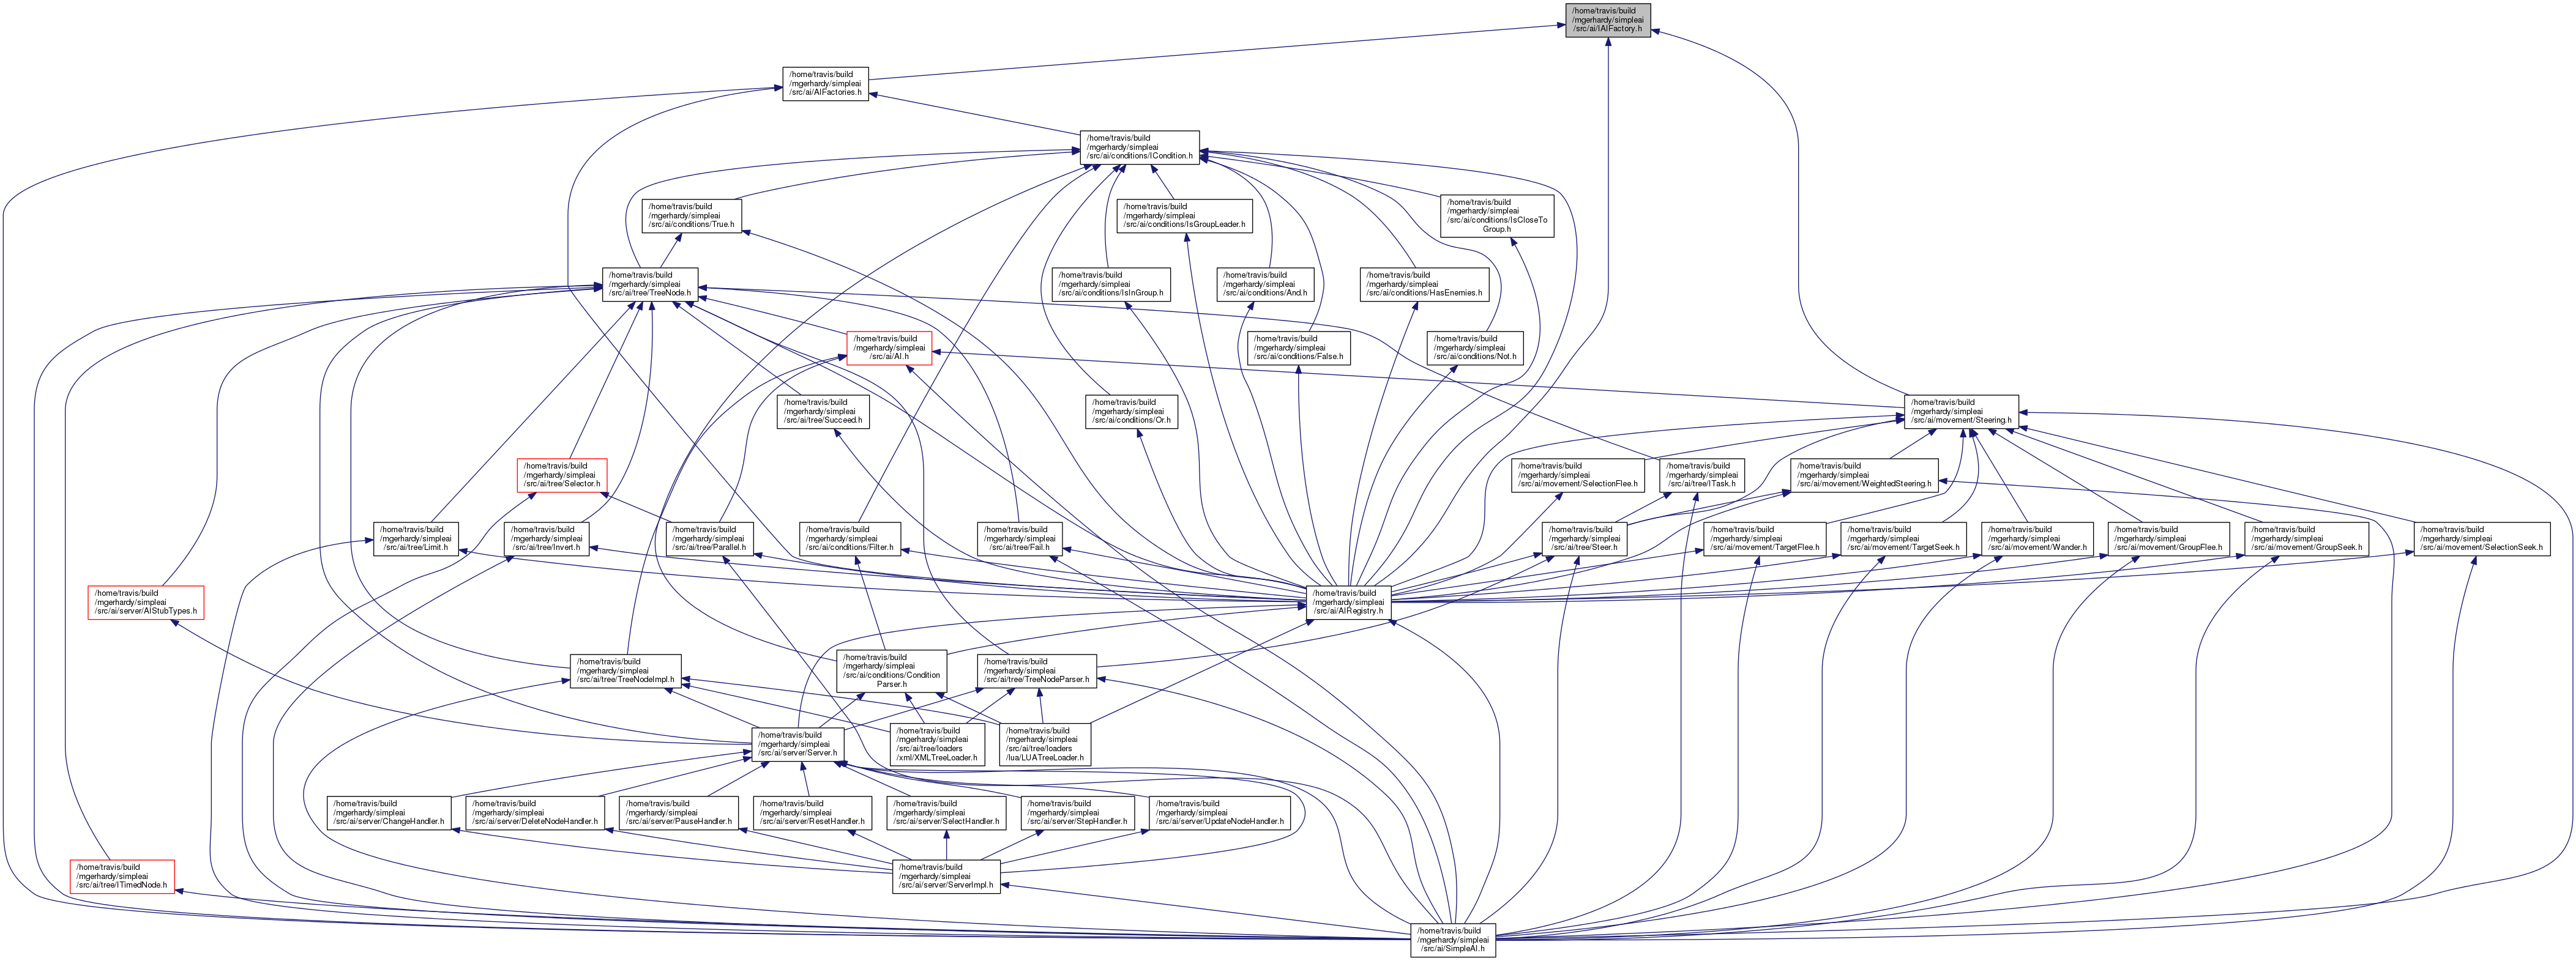 /home/travis/build
/mgerhardy/simpleai
/src/ai/IAIFactory.h
/home/travis/build
/mgerhardy/simpleai
/src/ai/AIFactories.h
/home/travis/build
/mgerhardy/simpleai
/src/ai/conditions/ICondition.h
/home/travis/build
/mgerhardy/simpleai
/src/ai/conditions/True.h
/home/travis/build
/mgerhardy/simpleai
/src/ai/conditions/IsGroupLeader.h
/home/travis/build
/mgerhardy/simpleai
/src/ai/conditions/IsCloseTo
Group.h
/home/travis/build
/mgerhardy/simpleai
/src/ai/tree/TreeNode.h
/home/travis/build
/mgerhardy/simpleai
/src/ai/conditions/IsInGroup.h
/home/travis/build
/mgerhardy/simpleai
/src/ai/conditions/And.h
/home/travis/build
/mgerhardy/simpleai
/src/ai/conditions/HasEnemies.h
/home/travis/build
/mgerhardy/simpleai
/src/ai/AI.h
/home/travis/build
/mgerhardy/simpleai
/src/ai/conditions/False.h
/home/travis/build
/mgerhardy/simpleai
/src/ai/conditions/Not.h
/home/travis/build
/mgerhardy/simpleai
/src/ai/tree/Succeed.h
/home/travis/build
/mgerhardy/simpleai
/src/ai/conditions/Or.h
/home/travis/build
/mgerhardy/simpleai
/src/ai/movement/Steering.h
/home/travis/build
/mgerhardy/simpleai
/src/ai/tree/Selector.h
/home/travis/build
/mgerhardy/simpleai
/src/ai/movement/SelectionFlee.h
/home/travis/build
/mgerhardy/simpleai
/src/ai/tree/ITask.h
/home/travis/build
/mgerhardy/simpleai
/src/ai/movement/WeightedSteering.h
/home/travis/build
/mgerhardy/simpleai
/src/ai/tree/Limit.h
/home/travis/build
/mgerhardy/simpleai
/src/ai/tree/Invert.h
/home/travis/build
/mgerhardy/simpleai
/src/ai/tree/Parallel.h
/home/travis/build
/mgerhardy/simpleai
/src/ai/conditions/Filter.h
/home/travis/build
/mgerhardy/simpleai
/src/ai/tree/Fail.h
/home/travis/build
/mgerhardy/simpleai
/src/ai/tree/Steer.h
/home/travis/build
/mgerhardy/simpleai
/src/ai/movement/TargetFlee.h
/home/travis/build
/mgerhardy/simpleai
/src/ai/movement/TargetSeek.h
/home/travis/build
/mgerhardy/simpleai
/src/ai/movement/Wander.h
/home/travis/build
/mgerhardy/simpleai
/src/ai/movement/GroupFlee.h
/home/travis/build
/mgerhardy/simpleai
/src/ai/movement/GroupSeek.h
/home/travis/build
/mgerhardy/simpleai
/src/ai/movement/SelectionSeek.h
/home/travis/build
/mgerhardy/simpleai
/src/ai/server/AIStubTypes.h
/home/travis/build
/mgerhardy/simpleai
/src/ai/AIRegistry.h
/home/travis/build
/mgerhardy/simpleai
/src/ai/tree/TreeNodeImpl.h
/home/travis/build
/mgerhardy/simpleai
/src/ai/conditions/Condition
Parser.h
/home/travis/build
/mgerhardy/simpleai
/src/ai/tree/TreeNodeParser.h
/home/travis/build
/mgerhardy/simpleai
/src/ai/server/Server.h
/home/travis/build
/mgerhardy/simpleai
/src/ai/tree/loaders
/xml/XMLTreeLoader.h
/home/travis/build
/mgerhardy/simpleai
/src/ai/tree/loaders
/lua/LUATreeLoader.h
/home/travis/build
/mgerhardy/simpleai
/src/ai/server/ChangeHandler.h
/home/travis/build
/mgerhardy/simpleai
/src/ai/server/DeleteNodeHandler.h
/home/travis/build
/mgerhardy/simpleai
/src/ai/server/PauseHandler.h
/home/travis/build
/mgerhardy/simpleai
/src/ai/server/ResetHandler.h
/home/travis/build
/mgerhardy/simpleai
/src/ai/server/SelectHandler.h
/home/travis/build
/mgerhardy/simpleai
/src/ai/server/StepHandler.h
/home/travis/build
/mgerhardy/simpleai
/src/ai/server/UpdateNodeHandler.h
/home/travis/build
/mgerhardy/simpleai
/src/ai/tree/ITimedNode.h
/home/travis/build
/mgerhardy/simpleai
/src/ai/server/ServerImpl.h
/home/travis/build
/mgerhardy/simpleai
/src/ai/SimpleAI.h